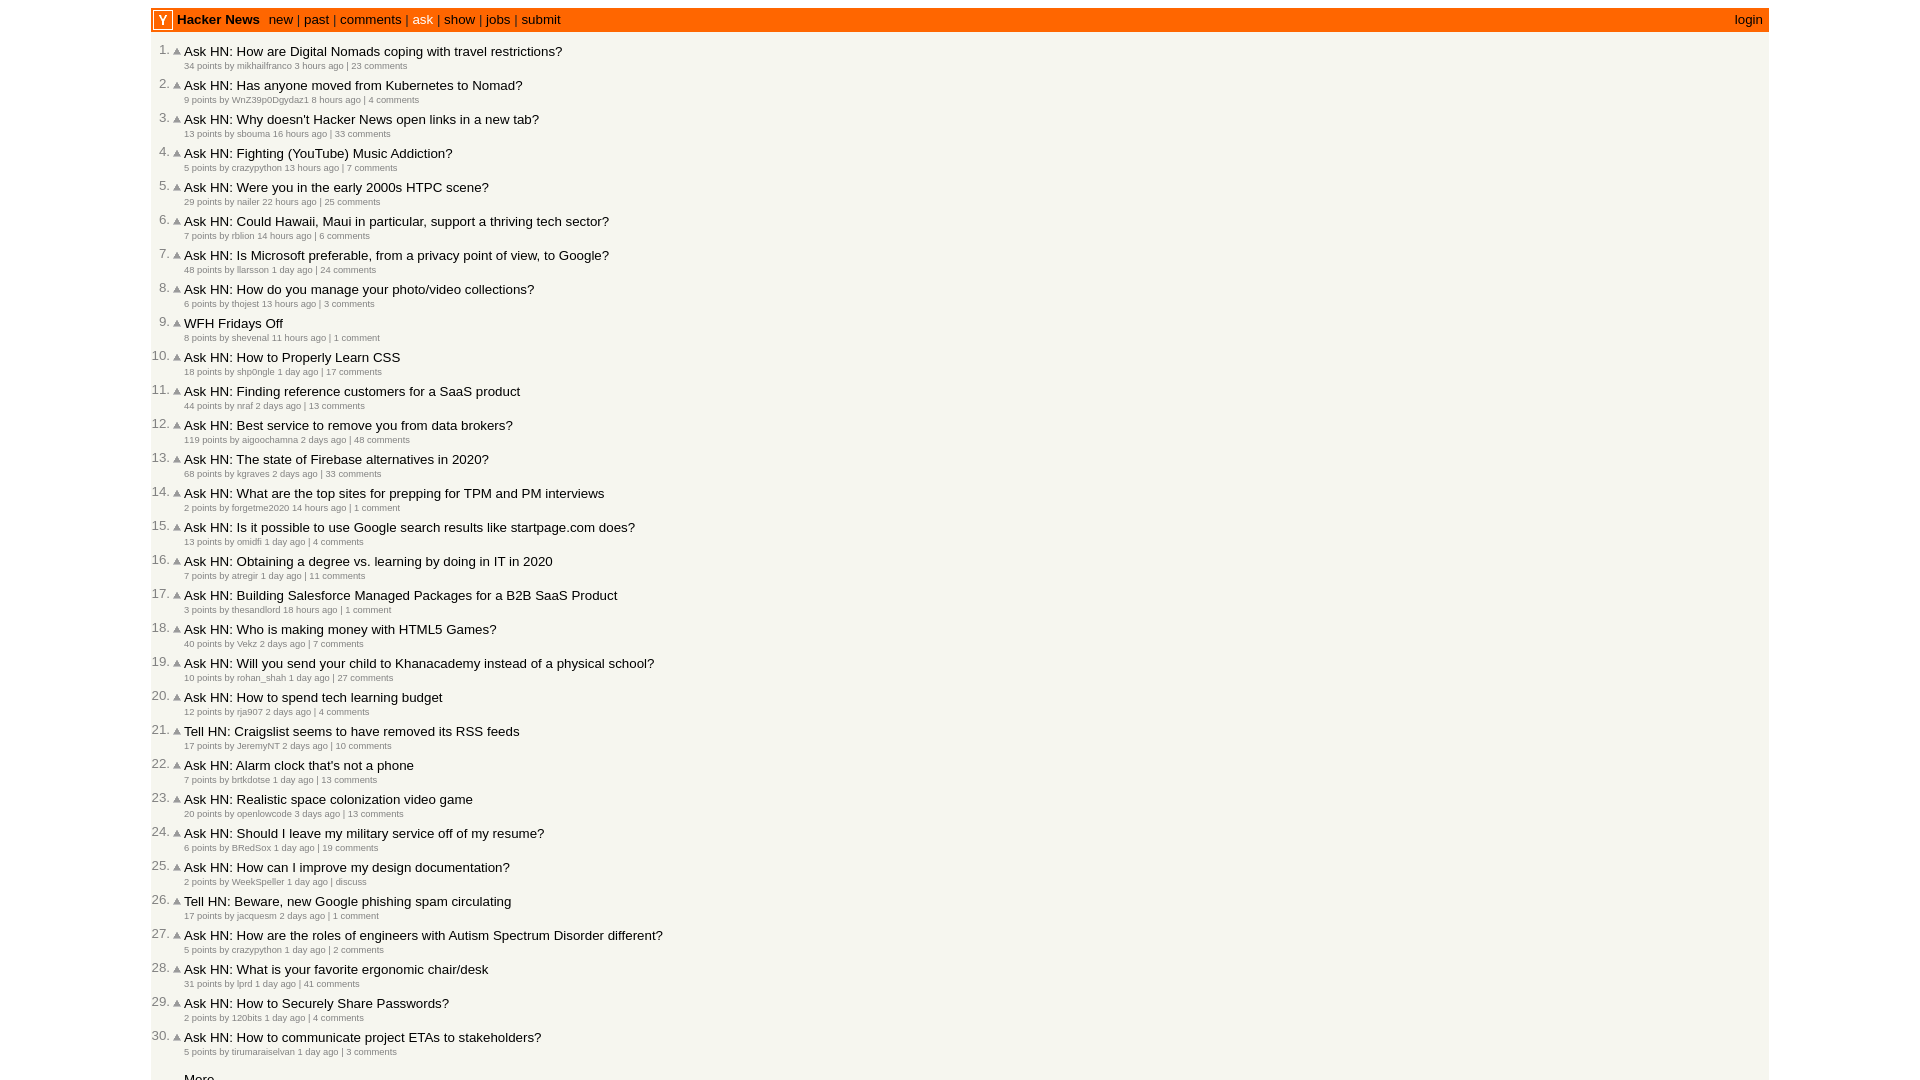 Y Hacker News new | past | comments | ask | show | jobs | submit login
1. Ask HN: How are Digital Nomads coping with travel restrictions?
34 points by mikhailfranco 3 hours ago | 23 comments
2. Ask HN: Has anyone moved from Kubernetes to Nomad?
9 points by WnZ39p0Dgydaz1 8 hours ago | 4 comments
3. Ask HN: Why doesn't Hacker News open links in a new tab?
13 points by sbouma 16 hours ago | 33 comments
4. Ask HN: Fighting (YouTube) Music Addiction?
5 points by crazypython 13 hours ago | 7 comments
5. Ask HN: Were you in the early 2000s HTPC scene?
29 points by nailer 22 hours ago | 25 comments
6. Ask HN: Could Hawaii, Maui in particular, support a thriving tech sector?
7 points by rblion 14 hours ago | 6 comments
7. Ask HN: Is Microsoft preferable, from a privacy point of view, to Google?
48 points by llarsson 1 day ago | 24 comments
8. Ask HN: How do you manage your photo/video collections?
6 points by thojest 13 hours ago | 3 comments
9. WFH Fridays Off
8 points by shevenal 11 hours ago | 1 comment
10. Ask HN: How to Properly Learn CSS
18 points by shp0ngle 1 day ago | 17 comments
11. Ask HN: Finding reference customers for a SaaS product
44 points by nraf 2 days ago | 13 comments
12. Ask HN: Best service to remove you from data brokers?
119 points by aigoochamna 2 days ago | 48 comments
13. Ask HN: The state of Firebase alternatives in 2020?
68 points by kgraves 2 days ago | 33 comments
14. Ask HN: What are the top sites for prepping for TPM and PM interviews
2 points by forgetme2020 14 hours ago | 1 comment
15. Ask HN: Is it possible to use Google search results like startpage.com does?
13 points by omidfi 1 day ago | 4 comments
16. Ask HN: Obtaining a degree vs. learning by doing in IT in 2020
7 points by atregir 1 day ago | 11 comments
17. Ask HN: Building Salesforce Managed Packages for a B2B SaaS Product
3 points by thesandlord 18 hours ago | 1 comment
18. Ask HN: Who is making money with HTML5 Games?
40 points by Vekz 2 days ago | 7 comments
19. Ask HN: Will you send your child to Khanacademy instead of a physical school?
10 points by rohan_shah 1 day ago | 27 comments
20. Ask HN: How to spend tech learning budget
12 points by rja907 2 days ago | 4 comments
21. Tell HN: Craigslist seems to have removed its RSS feeds
17 points by JeremyNT 2 days ago | 10 comments
22. Ask HN: Alarm clock that's not a phone
7 points by brtkdotse 1 day ago | 13 comments
23. Ask HN: Realistic space colonization video game
20 points by openlowcode 3 days ago | 13 comments
24. Ask HN: Should I leave my military service off of my resume?
6 points by BRedSox 1 day ago | 19 comments
25. Ask HN: How can I improve my design documentation?
2 points by WeekSpeller 1 day ago | discuss
26. Tell HN: Beware, new Google phishing spam circulating
17 points by jacquesm 2 days ago | 1 comment
27. Ask HN: How are the roles of engineers with Autism Spectrum Disorder different?
5 points by crazypython 1 day ago | 2 comments
28. Ask HN: What is your favorite ergonomic chair/desk
31 points by lprd 1 day ago | 41 comments
29. Ask HN: How to Securely Share Passwords?
2 points by 120bits 1 day ago | 4 comments
30. Ask HN: How to communicate project ETAs to stakeholders?
5 points by tirumaraiselvan 1 day ago | 3 comments
More